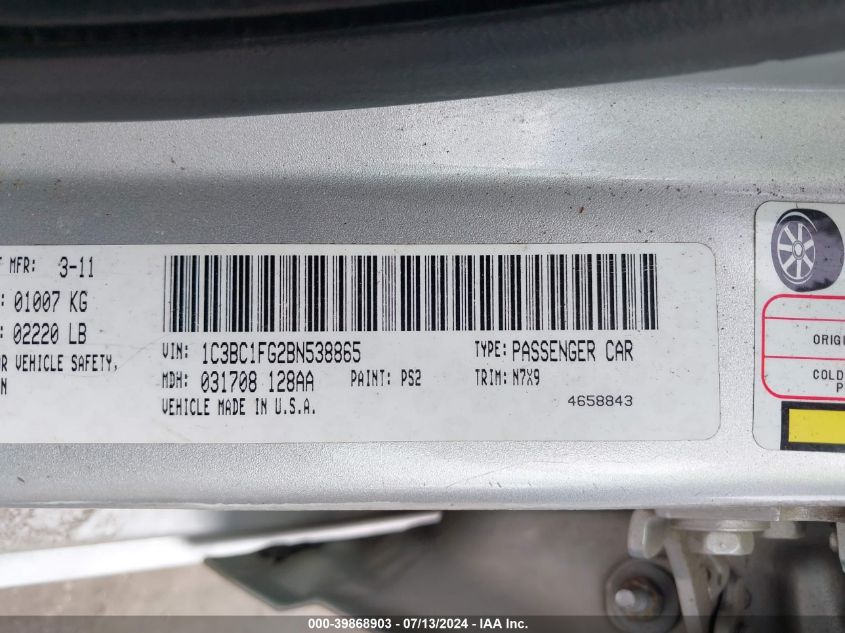 MFR: 3-11
01007 KG
02220 LB
VEHICLE SAFETY,
VIN: 1C3BC1FG2BN538865
TYPE: PASSENGER CAR
MDH: 031708 128AA
PAINT: PS2
TRIM: N7X9
VEHICLE MADE IN U.S.A.
4658843
COLD
000-39868903 / 07/13/2024 - IAA Inc.